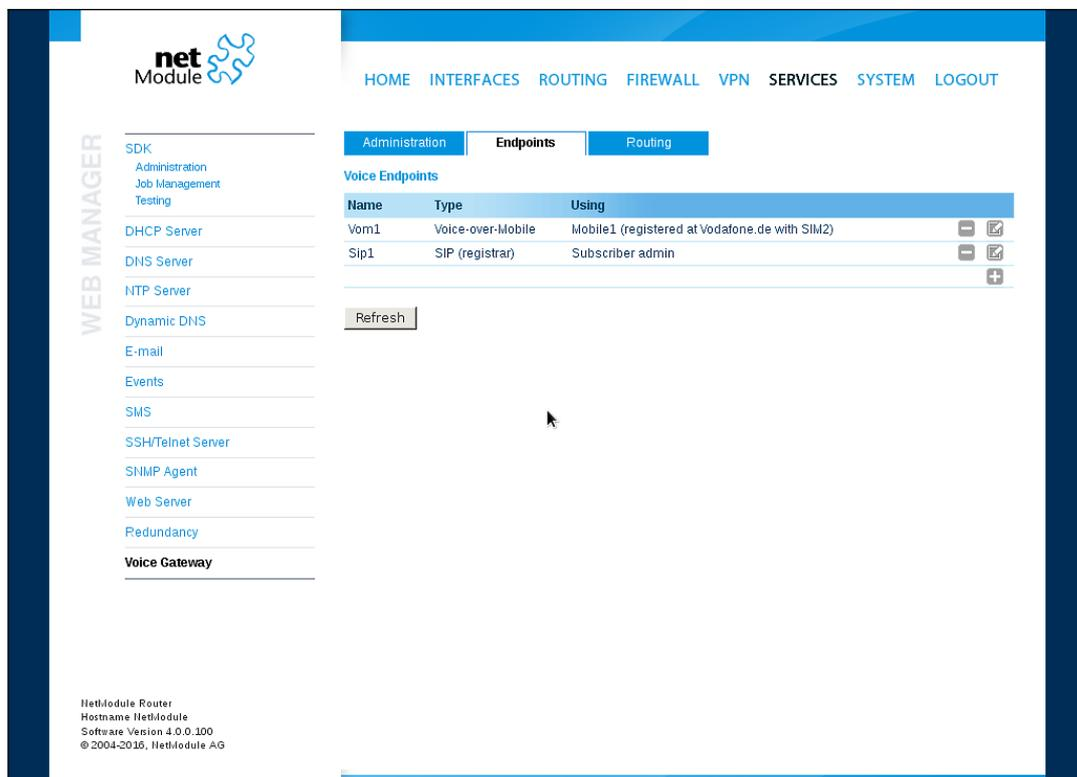 net
Module
HOME INTERFACES ROUTING FIREWALL VPN SERVICES SYSTEM LOGOUT
WEB MANAGER
SDK
Administration
Job Management
Testing
DHCP Server
DNS Server
NTP Server
Dynamic DNS
E-mail
Events
SMS
SSH/Telnet Server
SNMP Agent
Web Server
Redundancy
Voice Gateway
Administration Endpoints Routing
Voice Endpoints
Name Type Using
Vom1 Voice-over-Mobile Mobile1 (registered at Vodafone.de with SIM2)
Sip1 SIP (registrar) Subscriber admin
Refresh
NetModule Router
Hostname NetModule
Software Version 4.0.0.100
© 2004-2016, NetModule AG